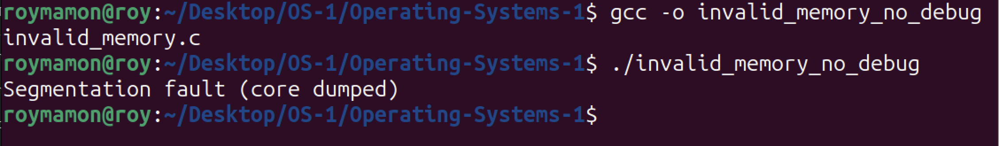 roymamon@roy:~/Desktop/OS-1/Operating-Systems-1$ gcc -o invalid_memory_no_debug
invalid_memory.c
roymamon@roy:~/Desktop/OS-1/Operating-Systems-1$ ./invalid_memory_no_debug
Segmentation fault (core dumped)
roymamon@roy:~/Desktop/OS-1/Operating-Systems-1$